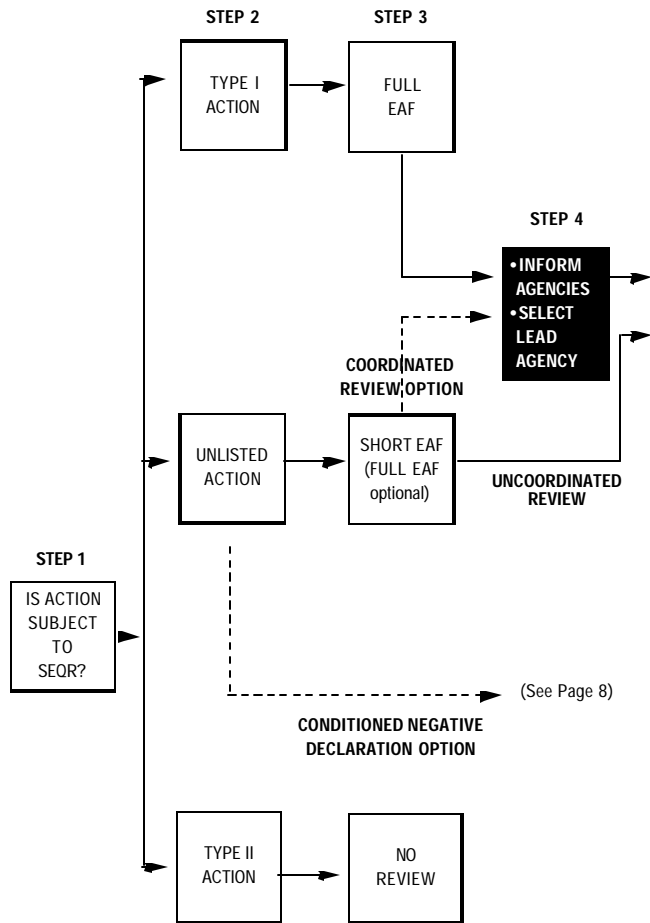 STEP 2
STEP 3
TYPE I
ACTION
FULL
EAF
STEP 4
•INFORM
AGENCIES
•SELECT
LEAD
AGENCY
COORDINATED
REVIEW OPTION
UNLISTED
ACTION
SHORT EAF
(FULL EAF
optional)
UNCOORDINATED
REVIEW
STEP 1
IS ACTION
SUBJECT
TO
SEQR?
(See Page 8)
CONDITIONED NEGATIVE
DECLARATION OPTION
TYPE II
ACTION
NO
REVIEW